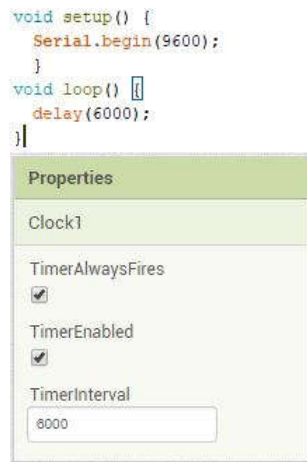 void setup() {
Serial.begin(9600);
}
void loop() {
delay(6000);
}
Properties
Clock1
TimerAlwaysFires
TimerEnabled
TimerInterval
6000